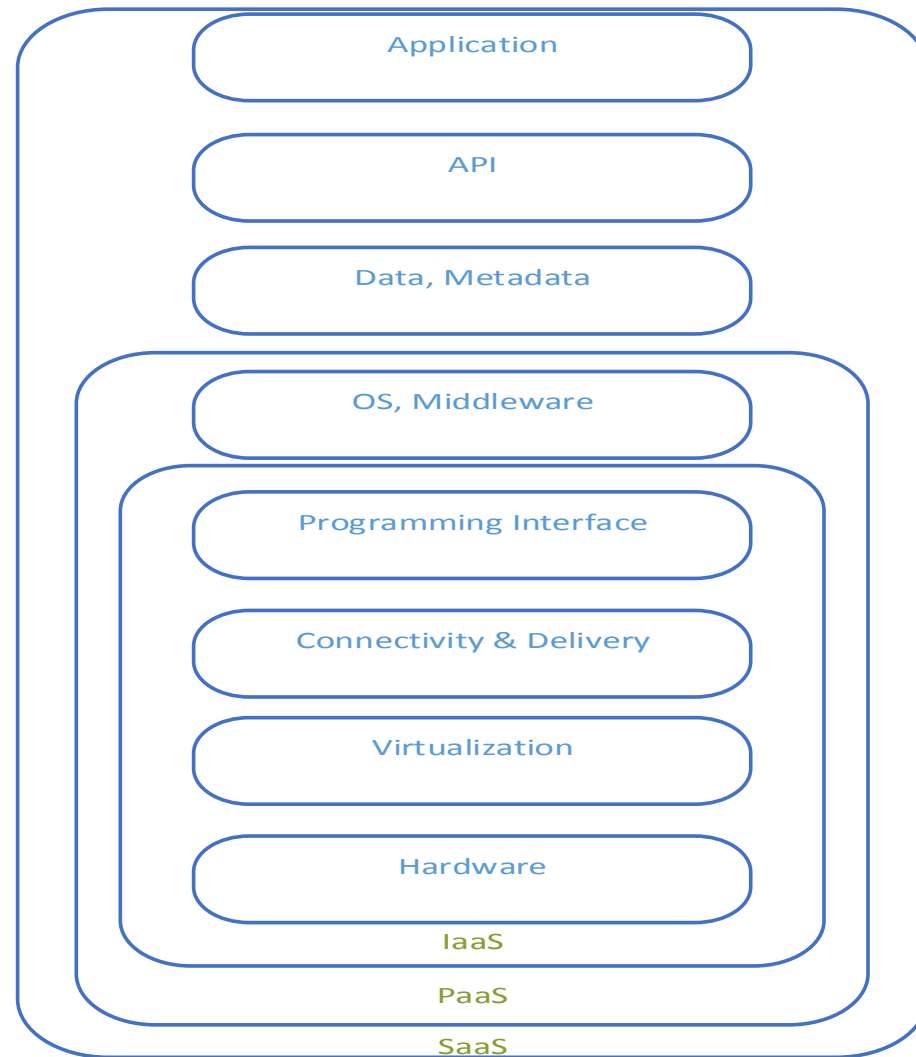 Application
API
Data, Metadata
OS, Middleware
Programming Interface
Connectivity & Delivery
Virtualization
Hardware
IaaS
PaaS
SaaS